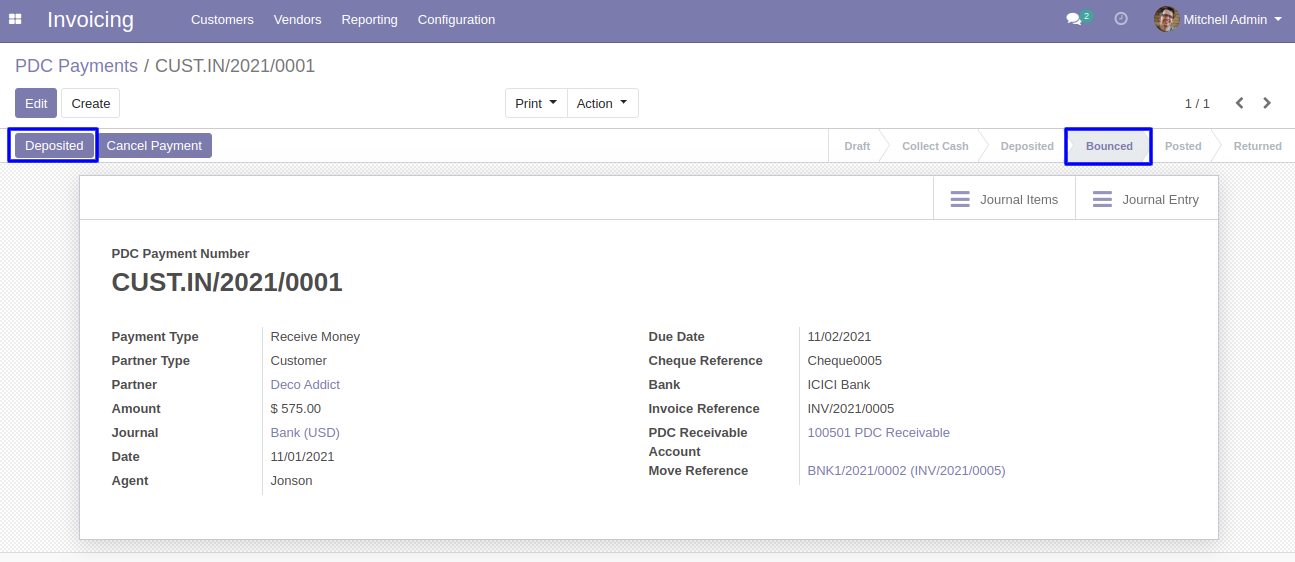 Invoicing Customers Vendors Reporting Configuration 2 Mitchell Admin
PDC Payments / CUST.IN/2021/0001
Edit Create Print Action 1 / 1
Deposited Cancel Payment Draft Collect Cash Deposited Bounced Posted Returned
Journal Items Journal Entry
PDC Payment Number
CUST.IN/2021/0001
Payment Type Receive Money
Partner Type Customer
Partner Deco Addict
Amount $ 575.00
Journal Bank (USD)
Date 11/01/2021
Agent Jonson
Due Date 11/02/2021
Cheque Reference Cheque0005
Bank ICICI Bank
Invoice Reference INV/2021/0005
PDC Receivable 100501 PDC Receivable
Account
Move Reference BNK1/2021/0002 (INV/2021/0005)